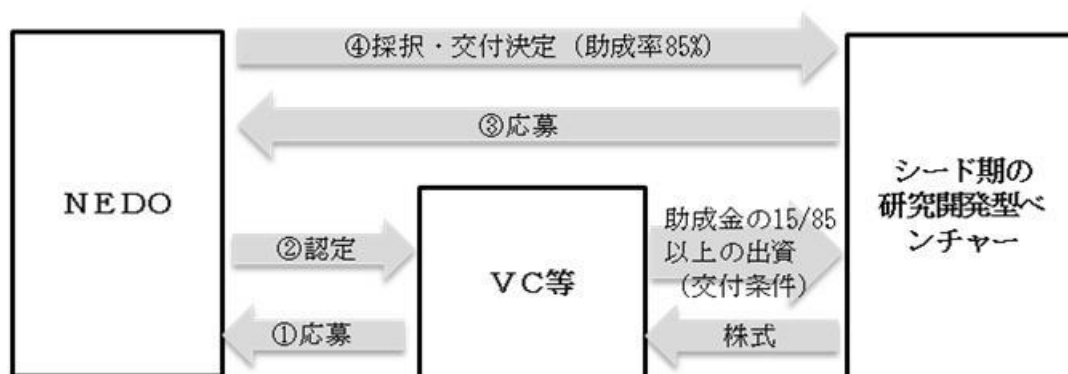 ④採択・交付決定（助成率85%）
③応募
NEDO
シード期の
研究開発型ベ
ンチャー
②認定
VC等
助成金の15/85
以上の出資
（交付条件）
①応募
株式